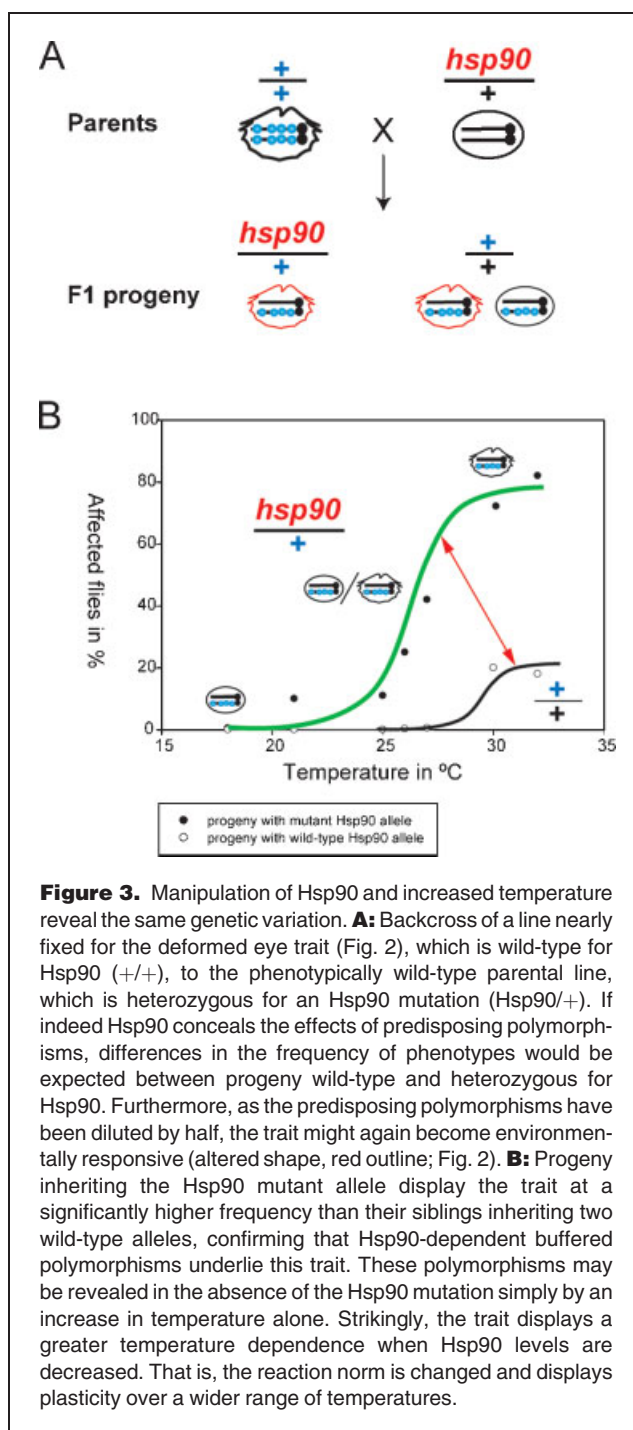 A
+
+
hsp90
+
Parents
X
hsp90
+
+
+
F1 progeny
B
100
80
60
40
20
0
Affected flies in %
hsp90
+
+
+
15
20
25
30
35
Temperature in ºC
● progeny with mutant Hsp90 allele
○ progeny with wild-type Hsp90 allele
Figure 3. Manipulation of Hsp90 and increased temperature
reveal the same genetic variation. A: Backcross of a line nearly
fixed for the deformed eye trait (Fig. 2), which is wild-type for
Hsp90 (+/+), to the phenotypically wild-type parental line,
which is heterozygous for an Hsp90 mutation (Hsp90/+). If
indeed Hsp90 conceals the effects of predisposing polymorph-
isms, differences in the frequency of phenotypes would be
expected between progeny wild-type and heterozygous for
Hsp90. Furthermore, as the predisposing polymorphisms have
been diluted by half, the trait might again become environmen-
tally responsive (altered shape, red outline; Fig. 2). B: Progeny
inheriting the Hsp90 mutant allele display the trait at a
significantly higher frequency than their siblings inheriting two
wild-type alleles, confirming that Hsp90-dependent buffered
polymorphisms underlie this trait. These polymorphisms may
be revealed in the absence of the Hsp90 mutation simply by an
increase in temperature alone. Strikingly, the trait displays a
greater temperature dependence when Hsp90 levels are
decreased. That is, the reaction norm is changed and displays
plasticity over a wider range of temperatures.